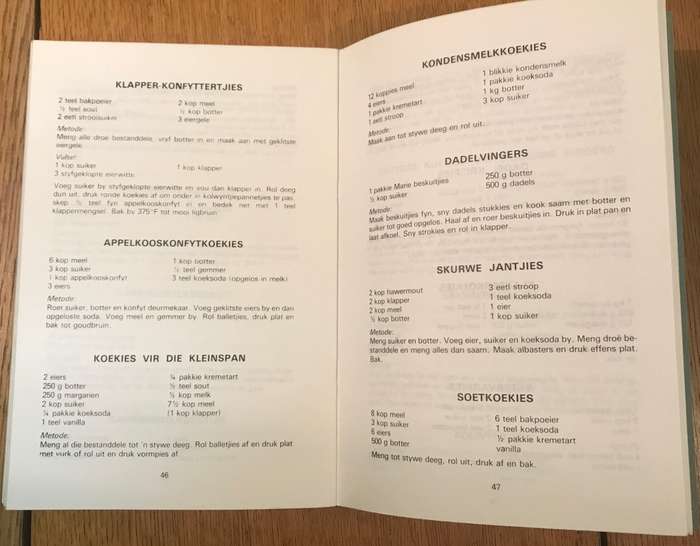 KLAPPER-KONFYTTERTJIES
2 teel bakpoeier 2 kop meel
½ teel sout ½ kop botter
2 eetl strooisuiker 3 eiergele
Metode:
Meng alle droë bestanddele, vryf botter in en maak aan met geklitste
eiergele.
Vulsel
1 kop suiker 1 kop klapper
3 styfgeklopte eierwitte
Voeg suiker by styfgeklopte eierwitte en vou dan klapper in. Rol deeg
dun uit, druk ronde koekies af om onder in kolwyntjiepannetjies te pas
skep ½ teel fyn appelkooskonfyt in en bedek net met 1 teel
klappermengsel. Bak by 375°F tot mooi ligbruin.
APPELKOOSKONFYTKOEKIES
6 kop meel 1 kop botter
3 kop suiker ½ teel gemmer
1 kop appelkooskonfyt 3 teel koeksoda (opgelos in melk)
3 eiers
Metode:
Roer suiker, botter en konfyt deurmekaar. Voeg geklitste eiers by en dan
opgeloste soda. Voeg meel en gemmer by. Rol balletjies, druk plat en
bak tot goudbruin.
KOEKIES VIR DIE KLEINSPAN
2 eiers ¼ pakkie kremetart
250 g botter ½ teel sout
250 g margarien ½ kop melk
2 kop suiker 7½ kop meel
¼ pakkie koeksoda (1 kop klapper)
1 teel vanilla
Metode:
Meng al die bestanddele tot 'n stywe deeg. Rol balletjies af en druk plat
met vurk of rol uit en druk vormpies af.
46
KONDENSMELKKOEKIES
12 koppies meel 1 blikkie kondensmelk
4 eiers 1 pakkie koeksoda
1 pakkie kremetart 1 kg botter
1 eetl stroop 3 kop suiker
Metode:
Maak aan tot stywe deeg en rol uit.
DADELVINGERS
1 pakkie Marie beskuitjies 250 g botter
500 g dadels
Metode:
Maak beskuitjies fyn, sny dadels stukkies en kook saam met botter en
suiker tot goed opgelos. Haal af en roer beskuitjies in. Druk in plat pan en
laat afkoel. Sny strokies en rol in klapper.
SKURWE JANTJIES
2 kop hawermout 3 eetl stroop
2 kop klapper 1 teel koeksoda
2 kop meel 1 eier
½ kop botter 1 kop suiker
Metode:
Meng suiker en botter. Voeg eier, suiker en koeksoda by. Meng droë be-
standdele en meng alles dan saam. Maak albasters en druk effens plat.
Bak.
SOETKOEKIES
8 kop meel 6 teel bakpoeier
3 kop suiker 1 teel koeksoda
6 eiers ½ pakkie kremetart
500 g botter vanilla
Meng tot stywe deeg, rol uit, druk af en bak.
47